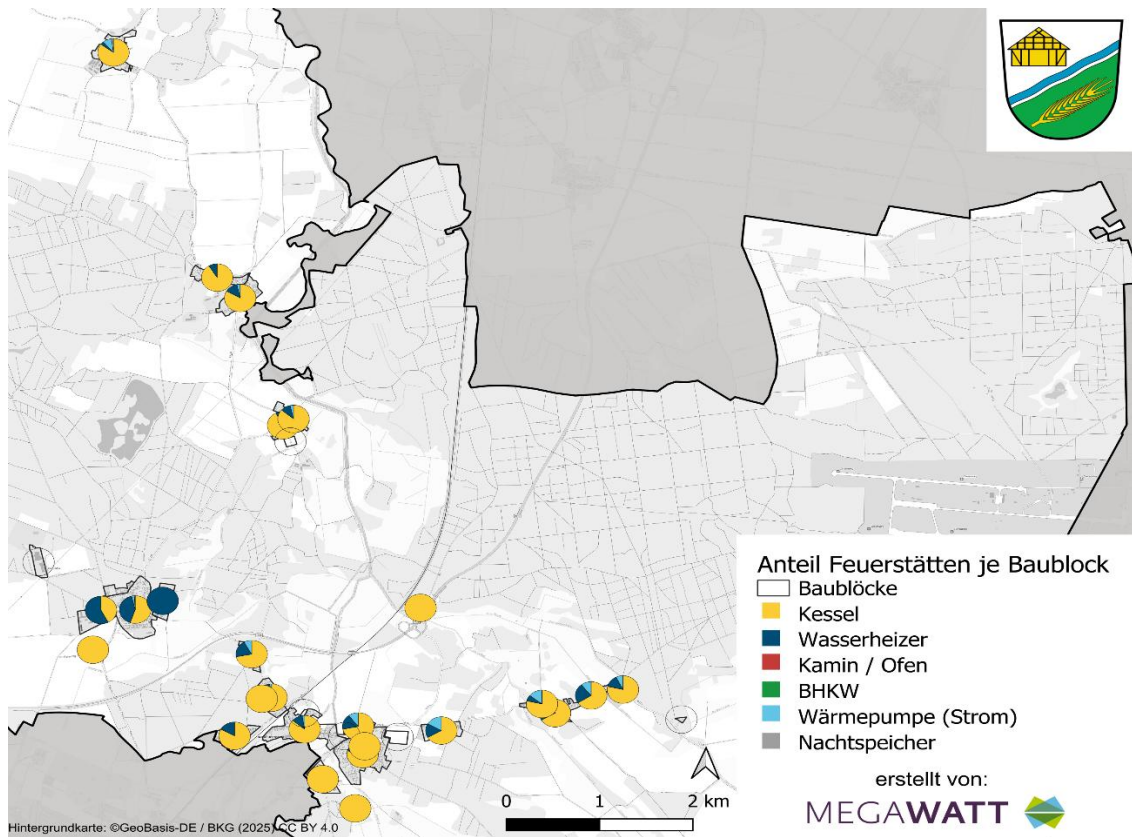 Anteil Feuerstätten je Baublock
Baublöcke
Kessel
Wasserheizer
Kamin / Ofen
BHKW
Wärmepumpe (Strom)
Nachtspeicher
erstellt von:
MEGAWATT
0 1 2 km
Hintergrundkarte: ©GeoBasis-DE / BKG (2025) CC BY 4.0